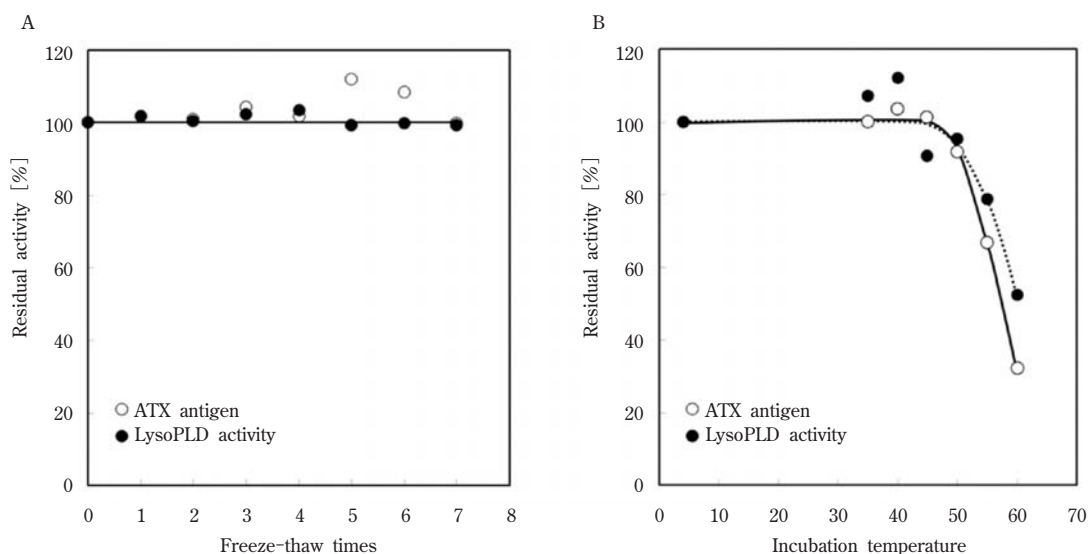 A
120
100
80
60
40
20
0
Residual activity [%]
ATX antigen
LysoPLD activity
0 1 2 3 4 5 6 7 8
Freeze-thaw times
B
120
100
80
60
40
20
0
Residual activity [%]
ATX antigen
LysoPLD activity
0 10 20 30 40 50 60 70
Incubation temperature